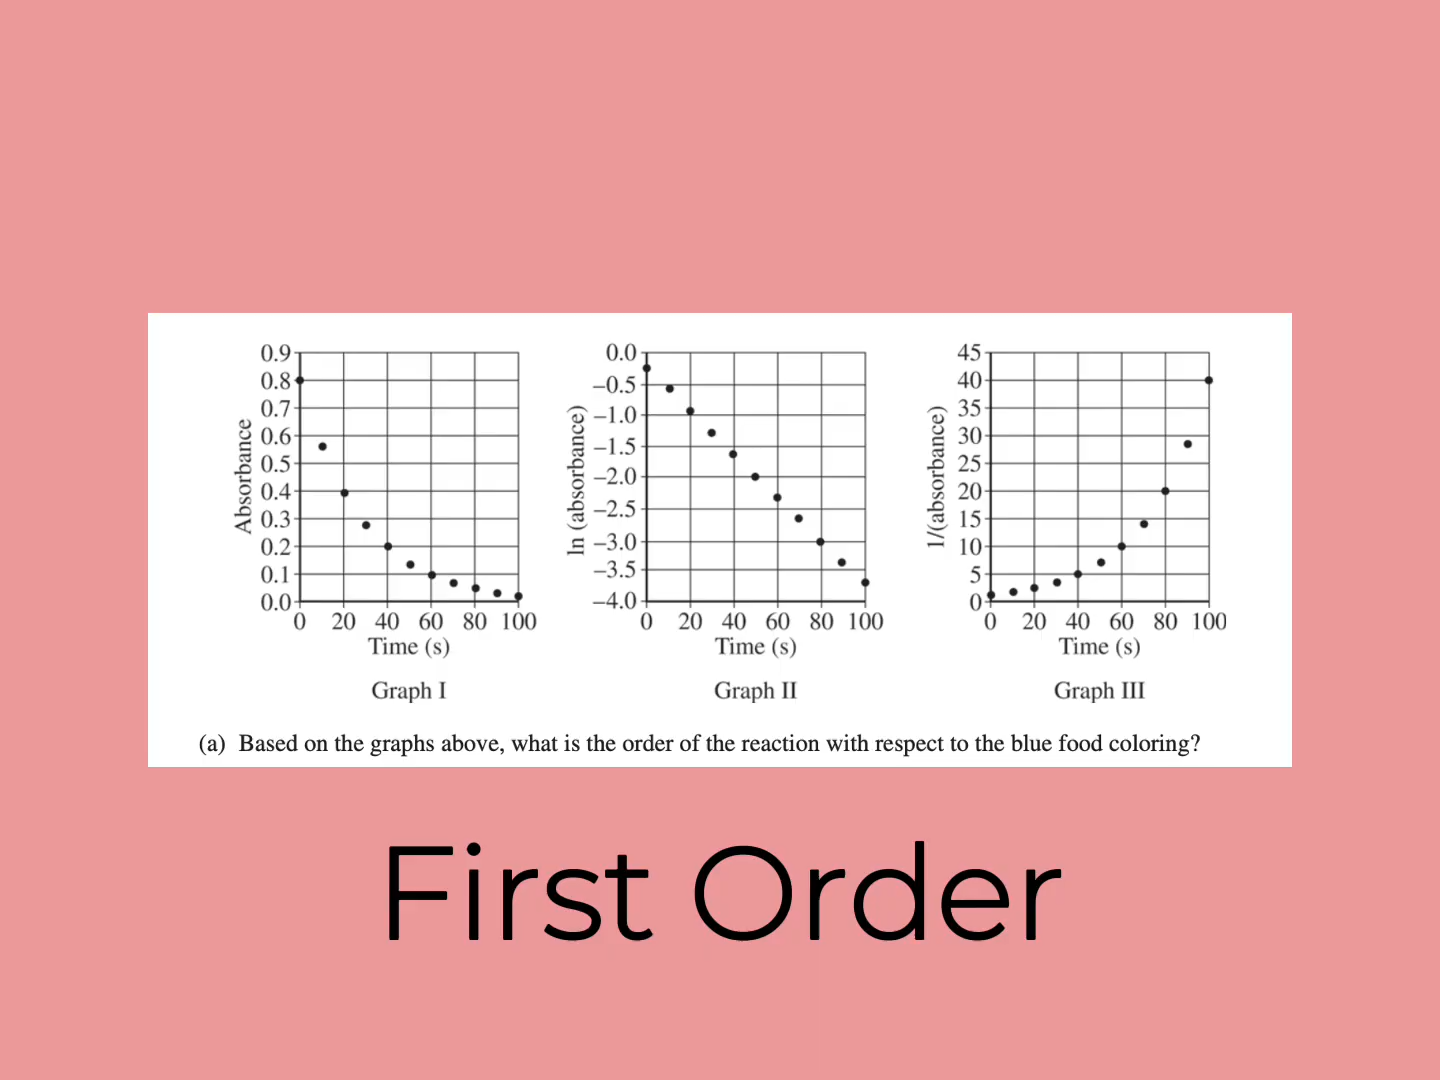 0.9
0.8
0.7
0.6
0.5
0.4
0.3
0.2
0.1
0.0
Absorbance
0 20 40 60 80 100
Time (s)
Graph I
0.0
–0.5
–1.0
–1.5
–2.0
–2.5
–3.0
–3.5
–4.0
ln (absorbance)
0 20 40 60 80 100
Time (s)
Graph II
45
40
35
30
25
20
15
10
5
0
1/(absorbance)
0 20 40 60 80 100
Time (s)
Graph III
(a) Based on the graphs above, what is the order of the reaction with respect to the blue food coloring?
First Order